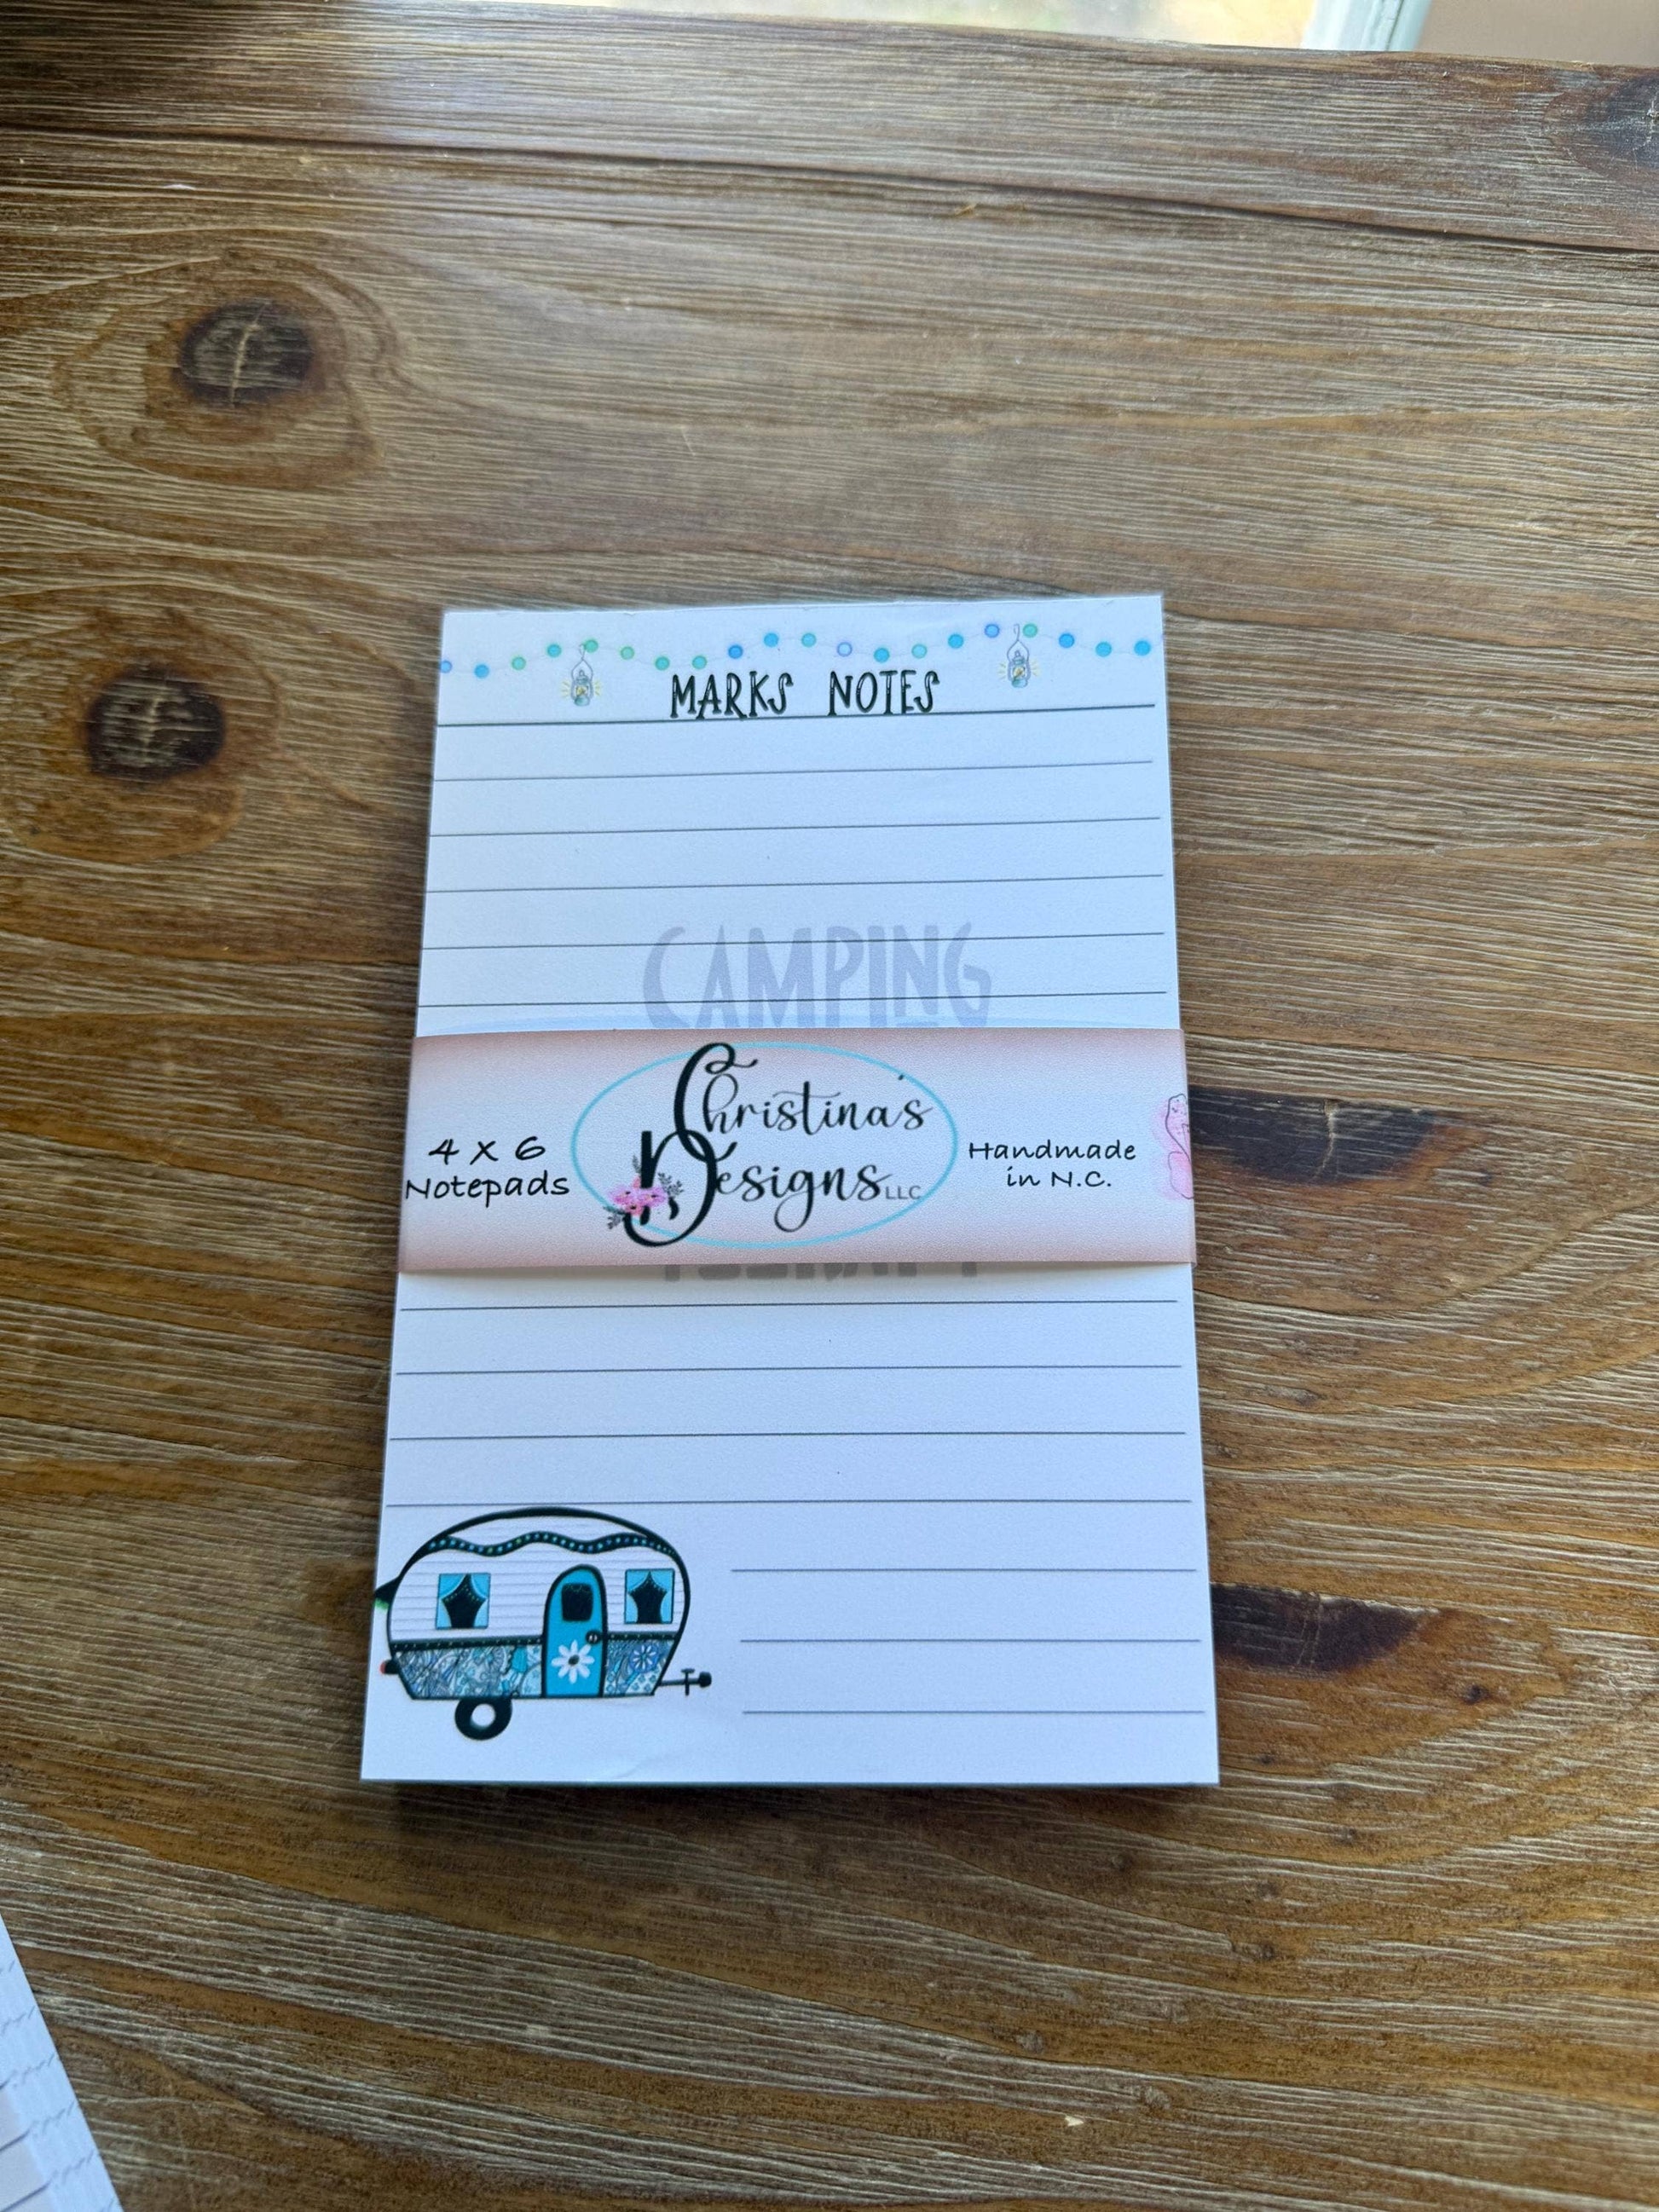 MARKS NOTES
CAMPING
4 x 6
Notepads
Christina's
Designs LLC
Handmade
in N.C.